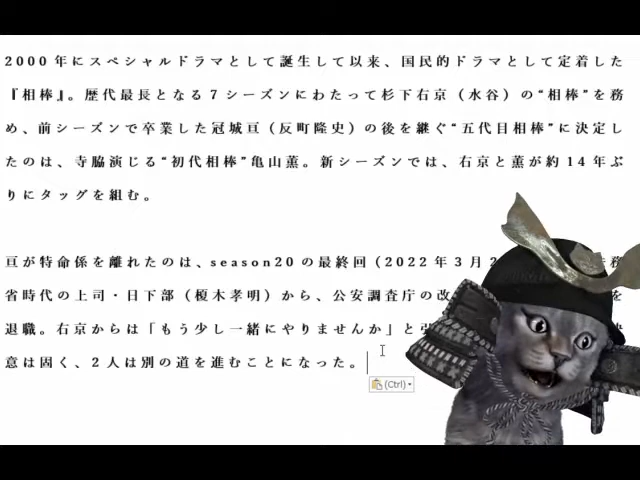 2000年にスペシャルドラマとして誕生して以来、国民的ドラマとして定着した
『相棒』。歴代最長となる7シーズンにわたって杉下右京（水谷）の“相棒”を務
め、前シーズンで卒業した冠城亘（反町隆史）の後を継ぐ“五代目相棒”に決定し
たのは、寺脇演じる“初代相棒”亀山薫。新シーズンでは、右京と薫が約14年ぶ
りにタッグを組む。
亘が特命係を離れたのは、season20の最終回（2022年3月2 務
省時代の上司・日下部（榎木孝明）から、公安調査庁の改 を
退職。右京からは「もう少し一緒にやりませんか」と
意は固く、2人は別の道を進むことになった。
(Ctrl)